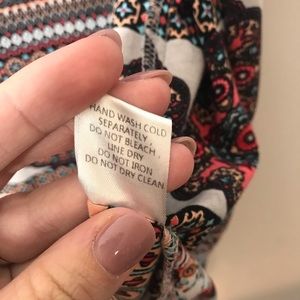 HAND WASH COLD
SEPARATELY
DO NOT BLEACH
LINE DRY
DO NOT IRON
DO NOT DRY CLEAN